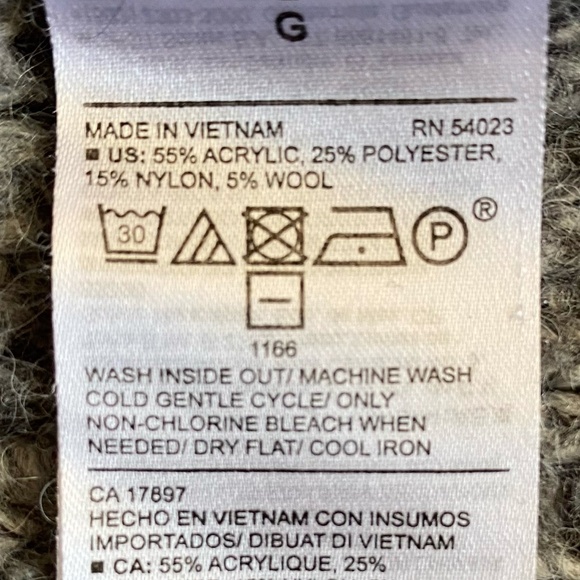 G
MADE IN VIETNAM RN 54023
US: 55% ACRYLIC, 25% POLYESTER,
15% NYLON, 5% WOOL
30 P ®
1166
WASH INSIDE OUT/ MACHINE WASH
COLD GENTLE CYCLE/ ONLY
NON-CHLORINE BLEACH WHEN
NEEDED/ DRY FLAT/ COOL IRON
CA 17897
HECHO EN VIETNAM CON INSUMOS
IMPORTADOS/ DIBUAT DI VIETNAM
CA: 55% ACRYLIQUE, 25%